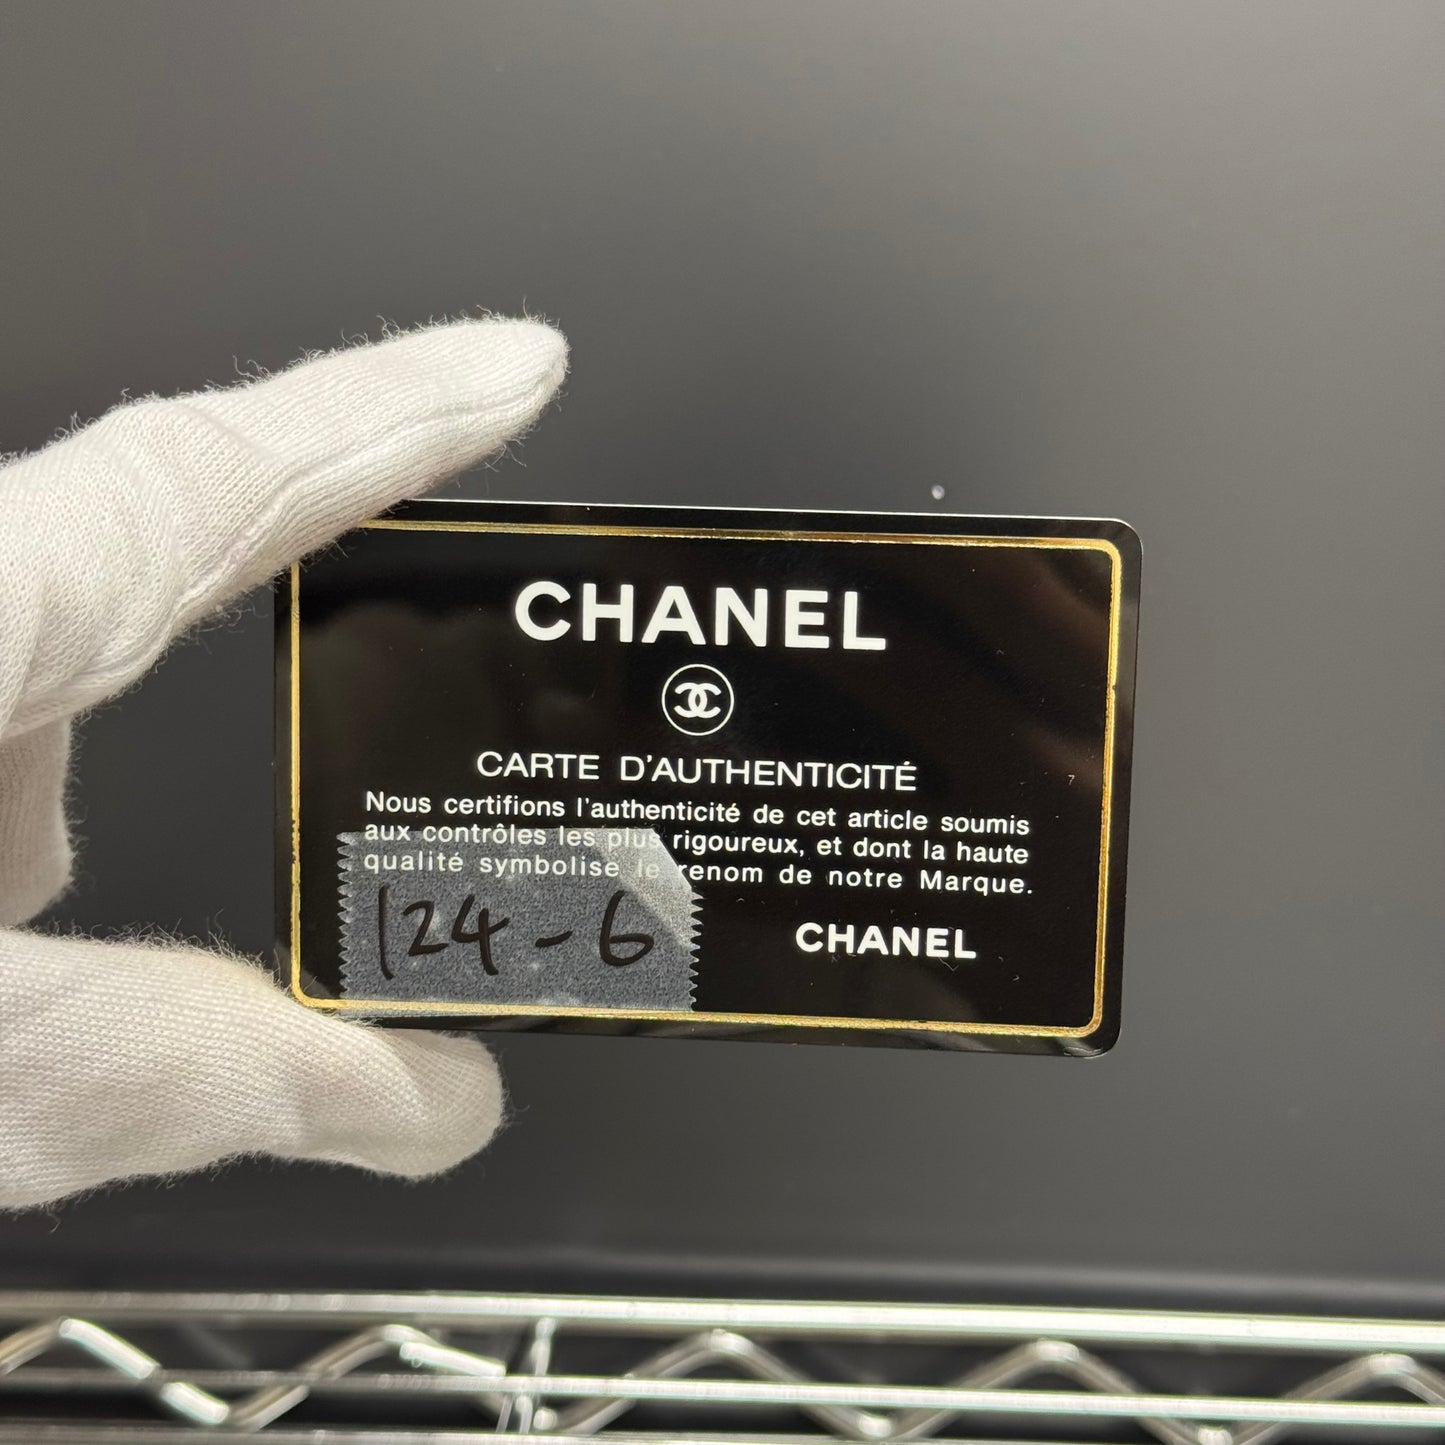 CHANEL
CARTE D'AUTHENTICITÉ
Nous certifions l'authenticité de cet article soumis
aux contrôles les plus rigoureux, et dont la haute
qualité symbolise le renom de notre Marque.
124-6
CHANEL